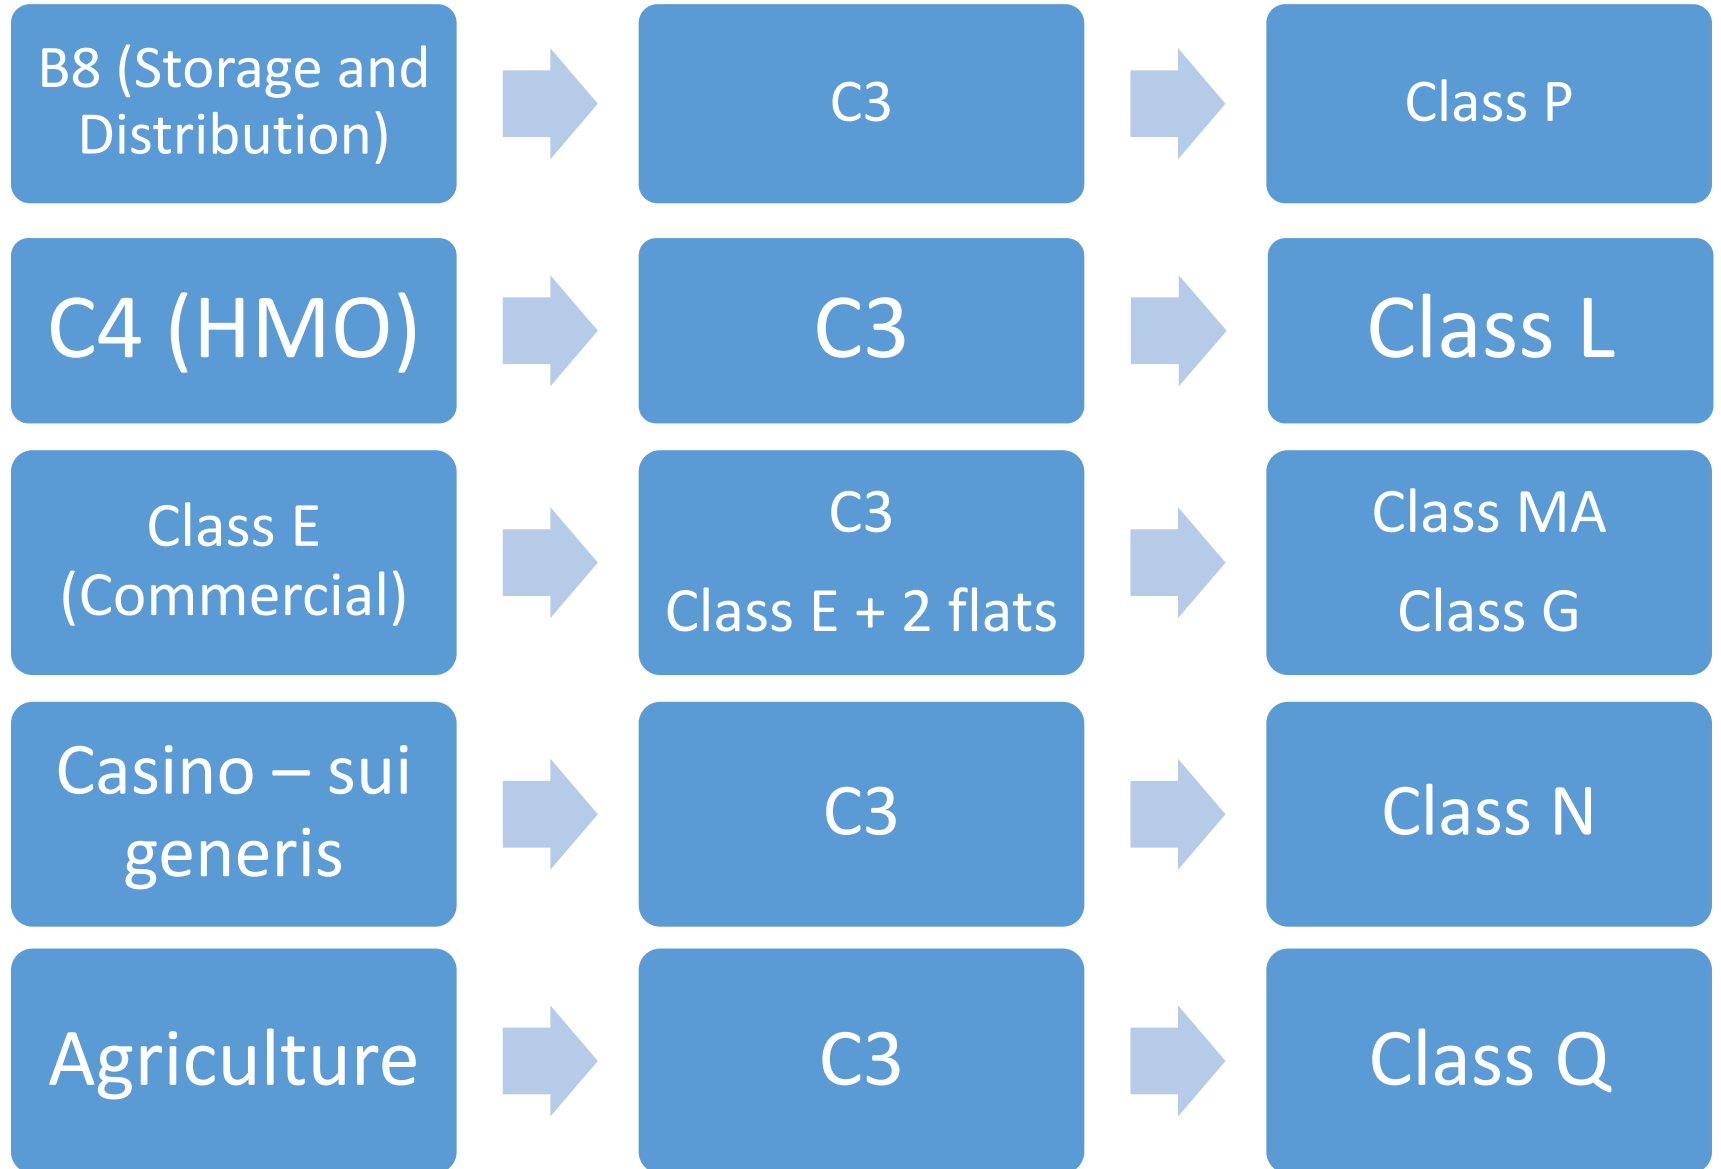 B8 (Storage and
Distribution)
C3
Class P
C4 (HMO)
C3
Class L
Class E
(Commercial)
C3
Class E + 2 flats
Class MA
Class G
Casino – sui
generis
C3
Class N
Agriculture
C3
Class Q